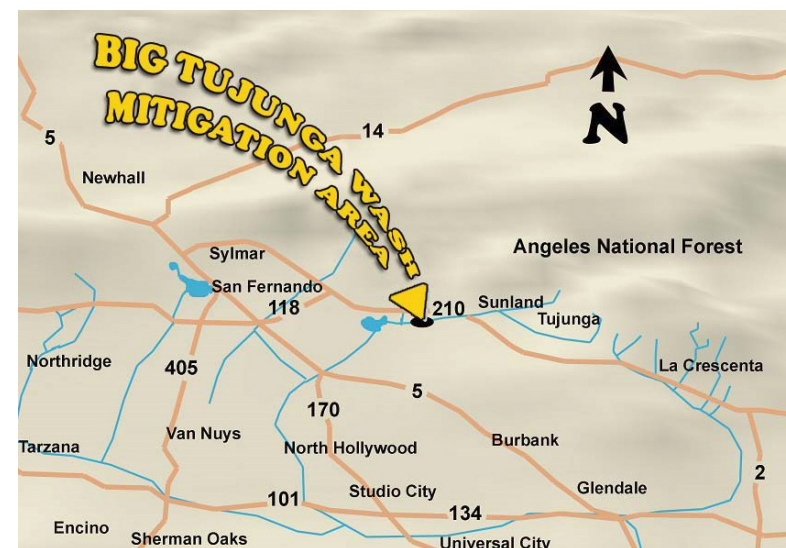 BIG TUJUNGA WASH
MITIGATION AREA
N
14
5
Newhall
Sylmar
Angeles National Forest
San Fernando
118
210
Sunland
Tujunga
Northridge
405
La Crescenta
5
170
Van Nuys
North Hollywood
Burbank
Tarzana
2
Studio City
Glendale
101
134
Encino
Sherman Oaks
Universal City